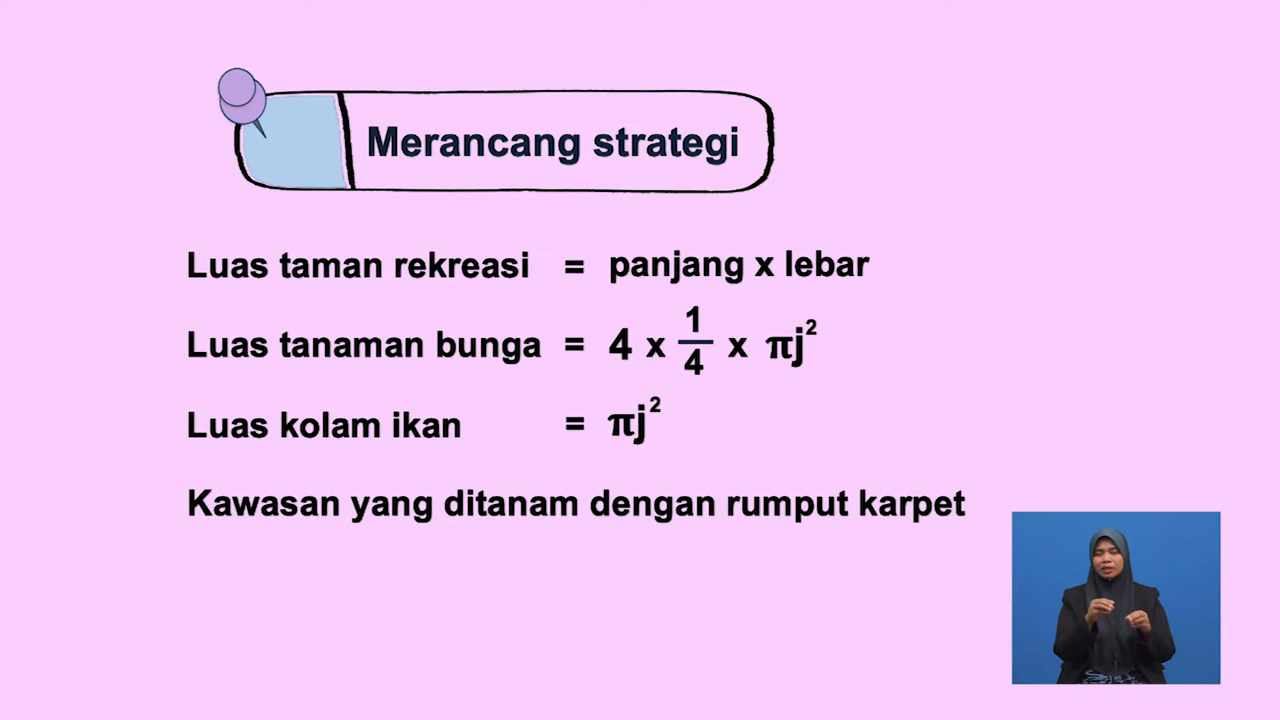 Merancang strategi
Luas taman rekreasi = panjang x lebar
Luas tanaman bunga = 4 x 1/4 x πj²
Luas kolam ikan = πj²
Kawasan yang ditanam dengan rumput karpet